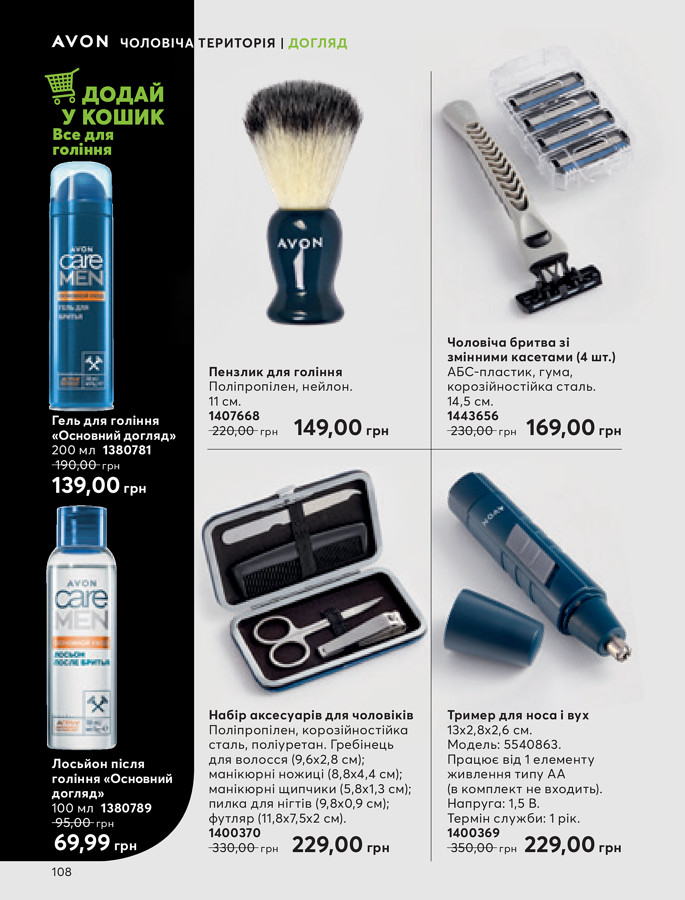 AVON ЧОЛОВІЧА ТЕРИТОРІЯ | ДОГЛЯД
ДОДАЙ
У КОШИК
Все для
гоління
AVON
care
MEN
ОСНОВНОЙ УХОД
ГЕЛЬ ДЛЯ
БРИТЬЯ
Гель для гоління
«Основний догляд»
200 мл 1380781
190,00 грн
139,00 грн
AVON
care
MEN
ОСНОВНОЙ УХОД
ЛОСЬОН
ПОСЛЕ БРИТЬЯ
Лосьйон після
гоління «Основний
догляд»
100 мл 1380789
95,00 грн
69,99 грн
AVON
Пензлик для гоління
Поліпропілен, нейлон.
11 см.
1407668
220,00 грн 149,00 грн
Чоловіча бритва зі
змінними касетами (4 шт.)
АБС-пластик, гума,
корозійностійка сталь.
14,5 см.
1443656
230,00 грн 169,00 грн
Набір аксесуарів для чоловіків
Поліпропілен, корозійностійка
сталь, поліуретан. Гребінець
для волосся (9,6х2,8 см);
манікюрні ножиці (8,8х4,4 см);
манікюрні щипчики (5,8х1,3 см);
пилка для нігтів (9,8х0,9 см);
футляр (11,8х7,5х2 см).
1400370
330,00 грн 229,00 грн
AVON
Тример для носа і вух
13х2,8х2,6 см.
Модель: 5540863.
Працює від 1 елементу
живлення типу АА
(в комплект не входить).
Напруга: 1,5 В.
Термін служби: 1 рік.
1400369
350,00 грн 229,00 грн
108